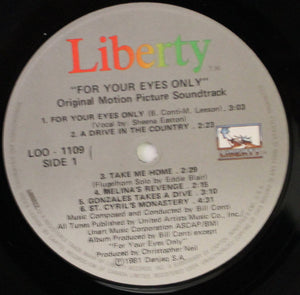 Liberty
TM
"FOR YOUR EYES ONLY"
Original Motion Picture Soundtrack
1. FOR YOUR EYES ONLY (B. Conti-M. Leeson) - 3:03
(Vocal by: Sheena Easton)
2. A DRIVE IN THE COUNTRY - 2:23
LOO - 1109
SIDE 1
LIBERTY
3. TAKE ME HOME - 2:29
(Flugelhorn Solo by Eddie Blair)
4. MELINA'S REVENGE - 2:15
5. GONZALES TAKES A DIVE - 2:10
6. ST. CYRIL'S MONASTERY - 4:31
Music Composed and Conducted by Bill Conti
All Tunes Published by United Artists Music Co., Inc./
Unart Music Corporation ASCAP/BMI
Album Produced by Bill Conti except
"For Your Eyes Only"
Produced by Christopher Neil
1981 Danjaq S.A.